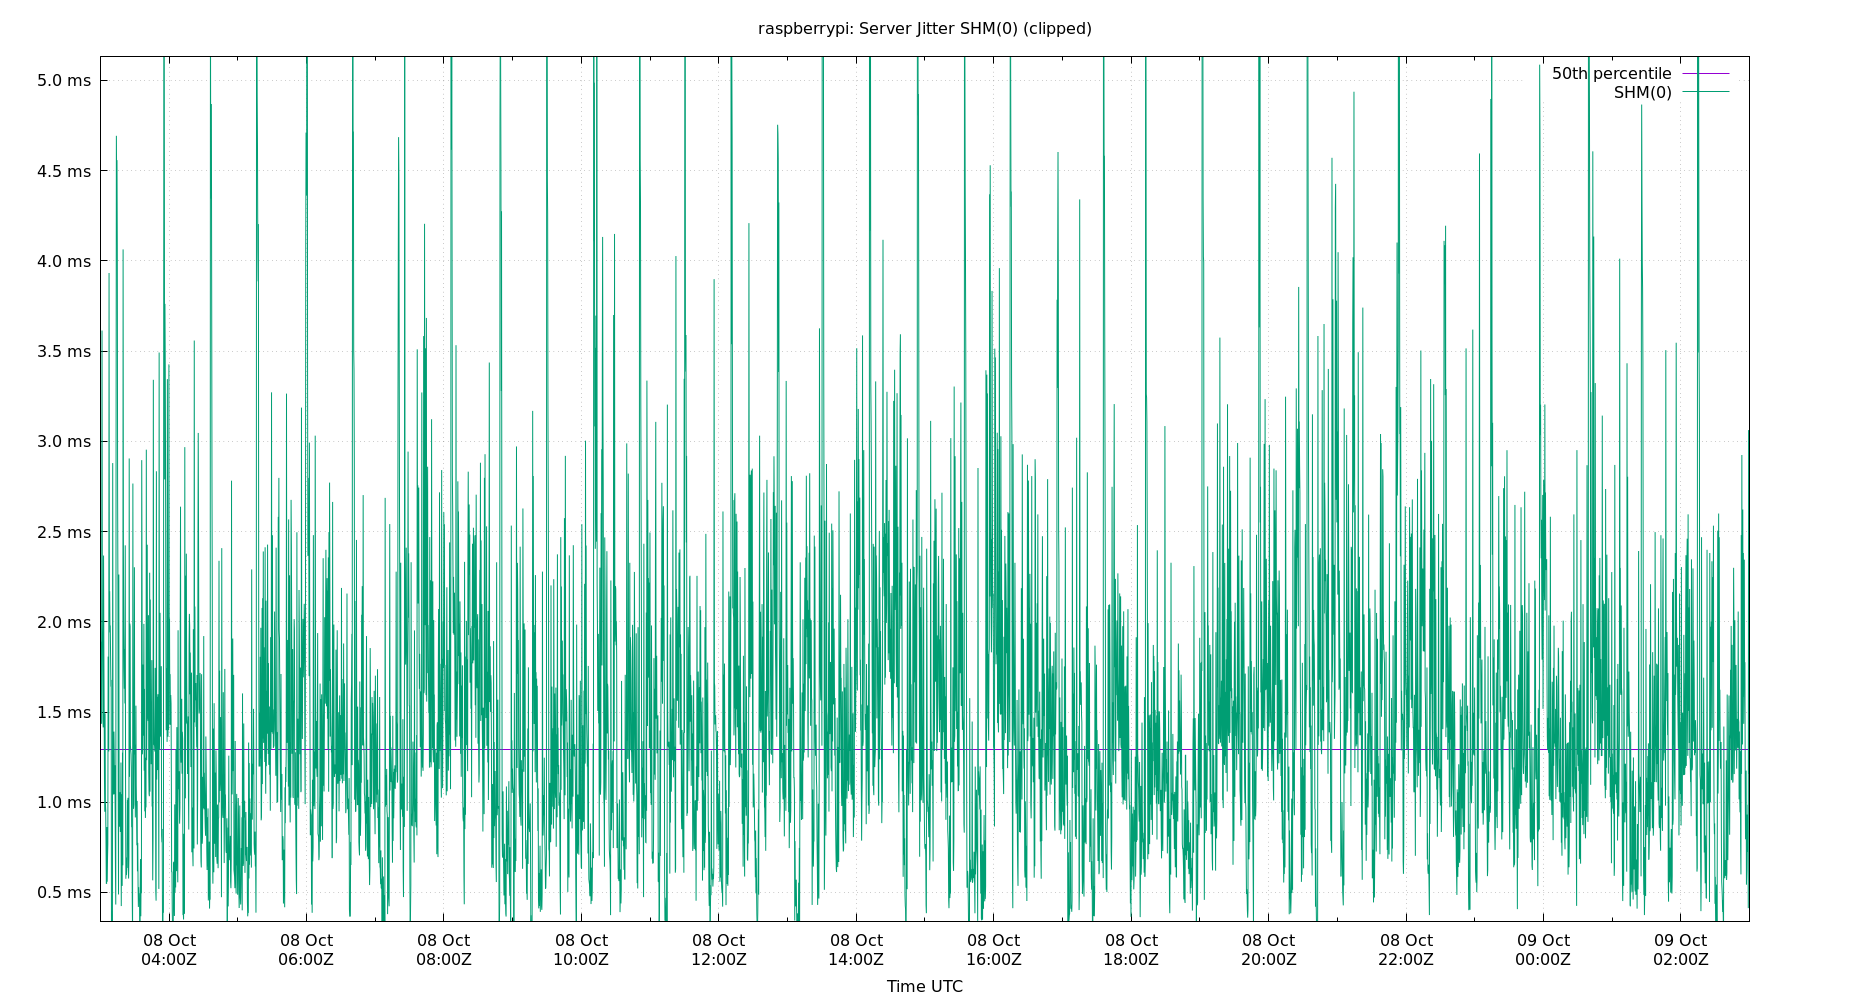 raspberrypi: Server Jitter SHM(0) (clipped)
50th percentile
SHM(0)
5.0 ms
4.5 ms
4.0 ms
3.5 ms
3.0 ms
2.5 ms
2.0 ms
1.5 ms
1.0 ms
0.5 ms
08 Oct 08 Oct 08 Oct 08 Oct 08 Oct 08 Oct 08 Oct 08 Oct 08 Oct 08 Oct 09 Oct 09 Oct
04:00Z 06:00Z 08:00Z 10:00Z 12:00Z 14:00Z 16:00Z 18:00Z 20:00Z 22:00Z 00:00Z 02:00Z
Time UTC